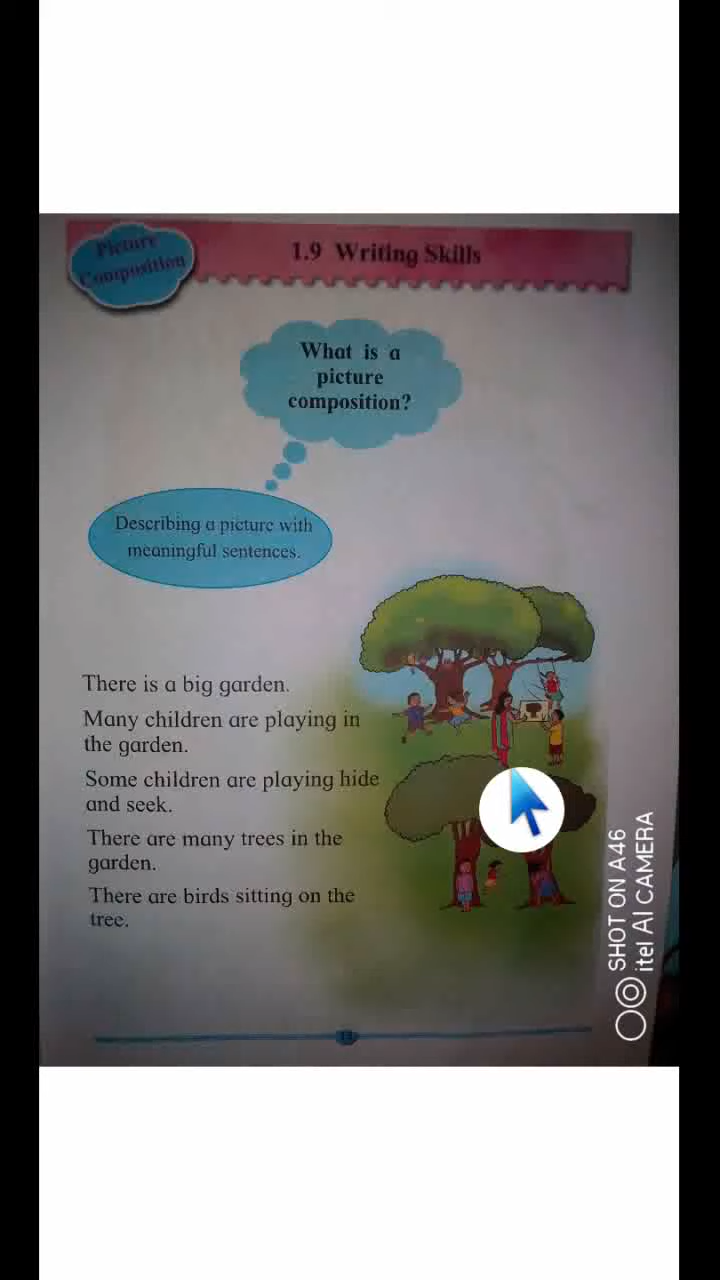 Picture
Composition
1.9 Writing Skills
What is a
picture
composition?
Describing a picture with
meaningful sentences.
There is a big garden.
Many children are playing in
the garden.
Some children are playing hide
and seek.
There are many trees in the
garden.
There are birds sitting on the
tree.
SHOT ON A46
itel AI CAMERA